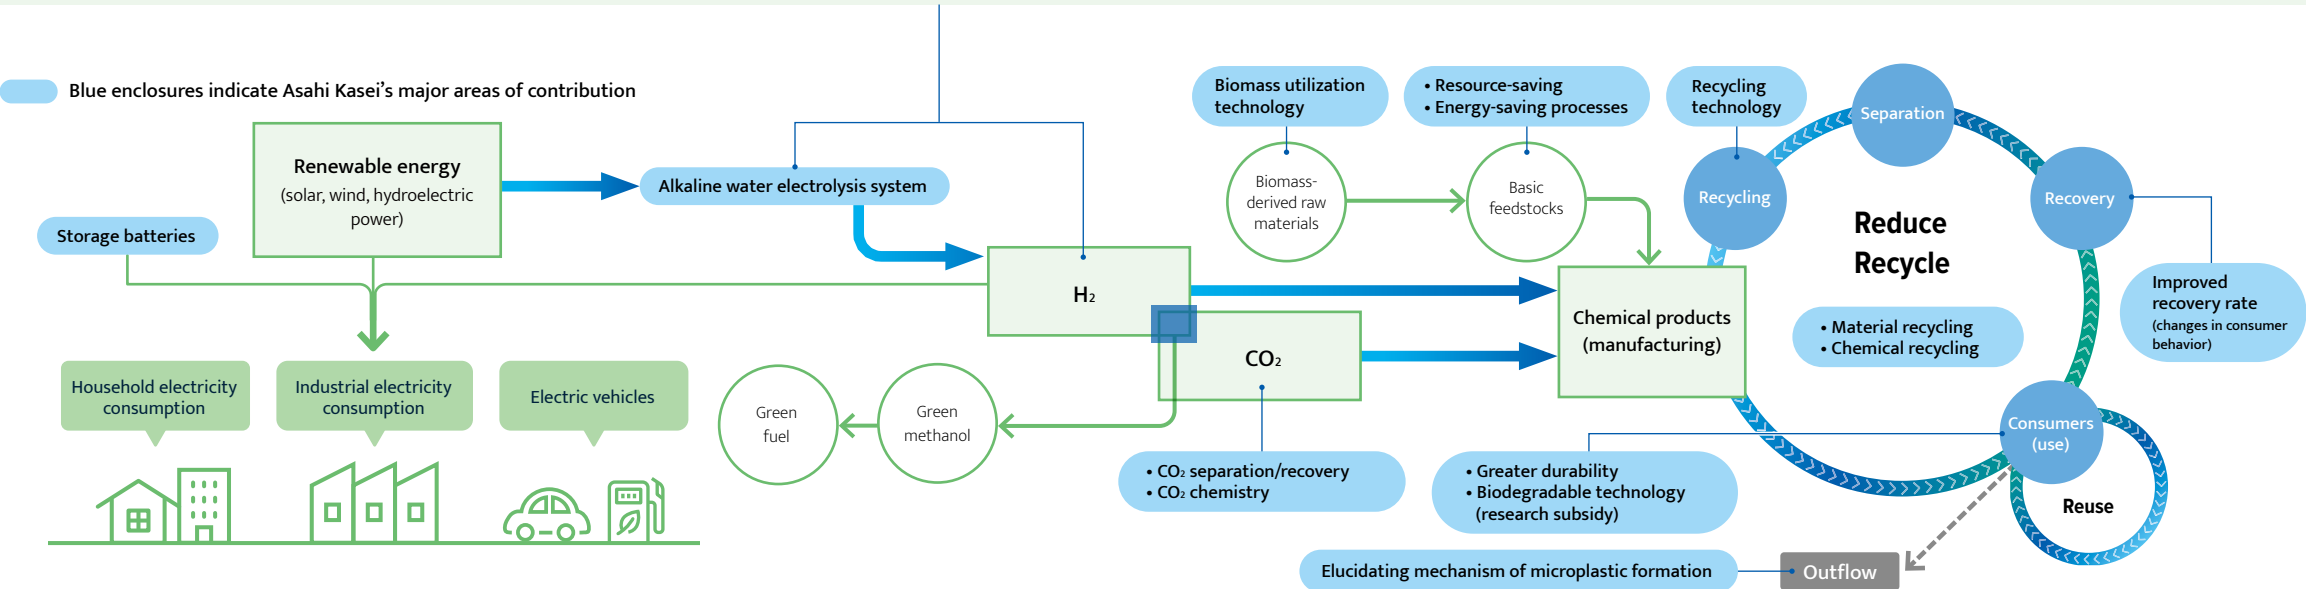 Blue enclosures indicate Asahi Kasei's major areas of contribution
Renewable energy
(solar, wind, hydroelectric
power)
Storage batteries
Alkaline water electrolysis system
H₂
CO₂
Household electricity
consumption
Industrial electricity
consumption
Electric vehicles
Green
fuel
Green
methanol
• CO₂ separation/recovery
• CO₂ chemistry
Biomass utilization
technology
• Resource-saving
• Energy-saving processes
Recycling
technology
Biomass-
derived raw
materials
Basic
feedstocks
Chemical products
(manufacturing)
Recycling
Separation
Recovery
Reduce
Recycle
• Material recycling
• Chemical recycling
Improved
recovery rate
(changes in consumer
behavior)
Consumers
(use)
Reuse
• Greater durability
• Biodegradable technology
(research subsidy)
Elucidating mechanism of microplastic formation
Outflow